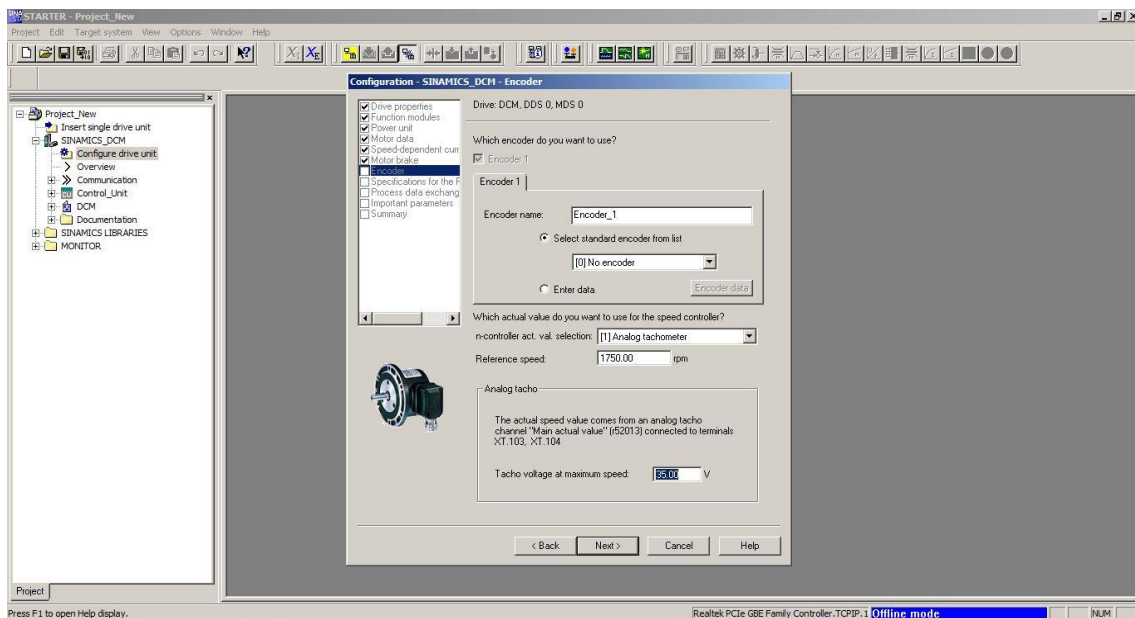 STARTER - Project_New
Project Edit Target system View Options Window Help
Configuration - SINAMICS_DCM - Encoder
Project_New
Insert single drive unit
SINAMICS_DCM
Configure drive unit
Overview
Communication
Control_Unit
DCM
Documentation
SINAMICS LIBRARIES
MONITOR
Drive properties
Function modules
Power unit
Motor data
Speed-dependent curr
Motor brake
Encoder
Specifications for the F
Process data exchang
Important parameters
Summary
Drive: DCM, DDS 0, MDS 0
Which encoder do you want to use?
Encoder 1
Encoder 1
Encoder name: Encoder_1
Select standard encoder from list
[0] No encoder
Enter data Encoder data
Which actual value do you want to use for the speed controller?
n-controller act. val. selection: [1] Analog tachometer
Reference speed: 1750.00 rpm
Analog tacho
The actual speed value comes from an analog tacho
channel "Main actual value" (r52013) connected to terminals
XT.103, XT.104
Tacho voltage at maximum speed: 35.00 V
< Back Next > Cancel Help
Project
Press F1 to open Help display. Realtek PCIe GBE Family Controller.TCPIP.1 Offline mode NUM